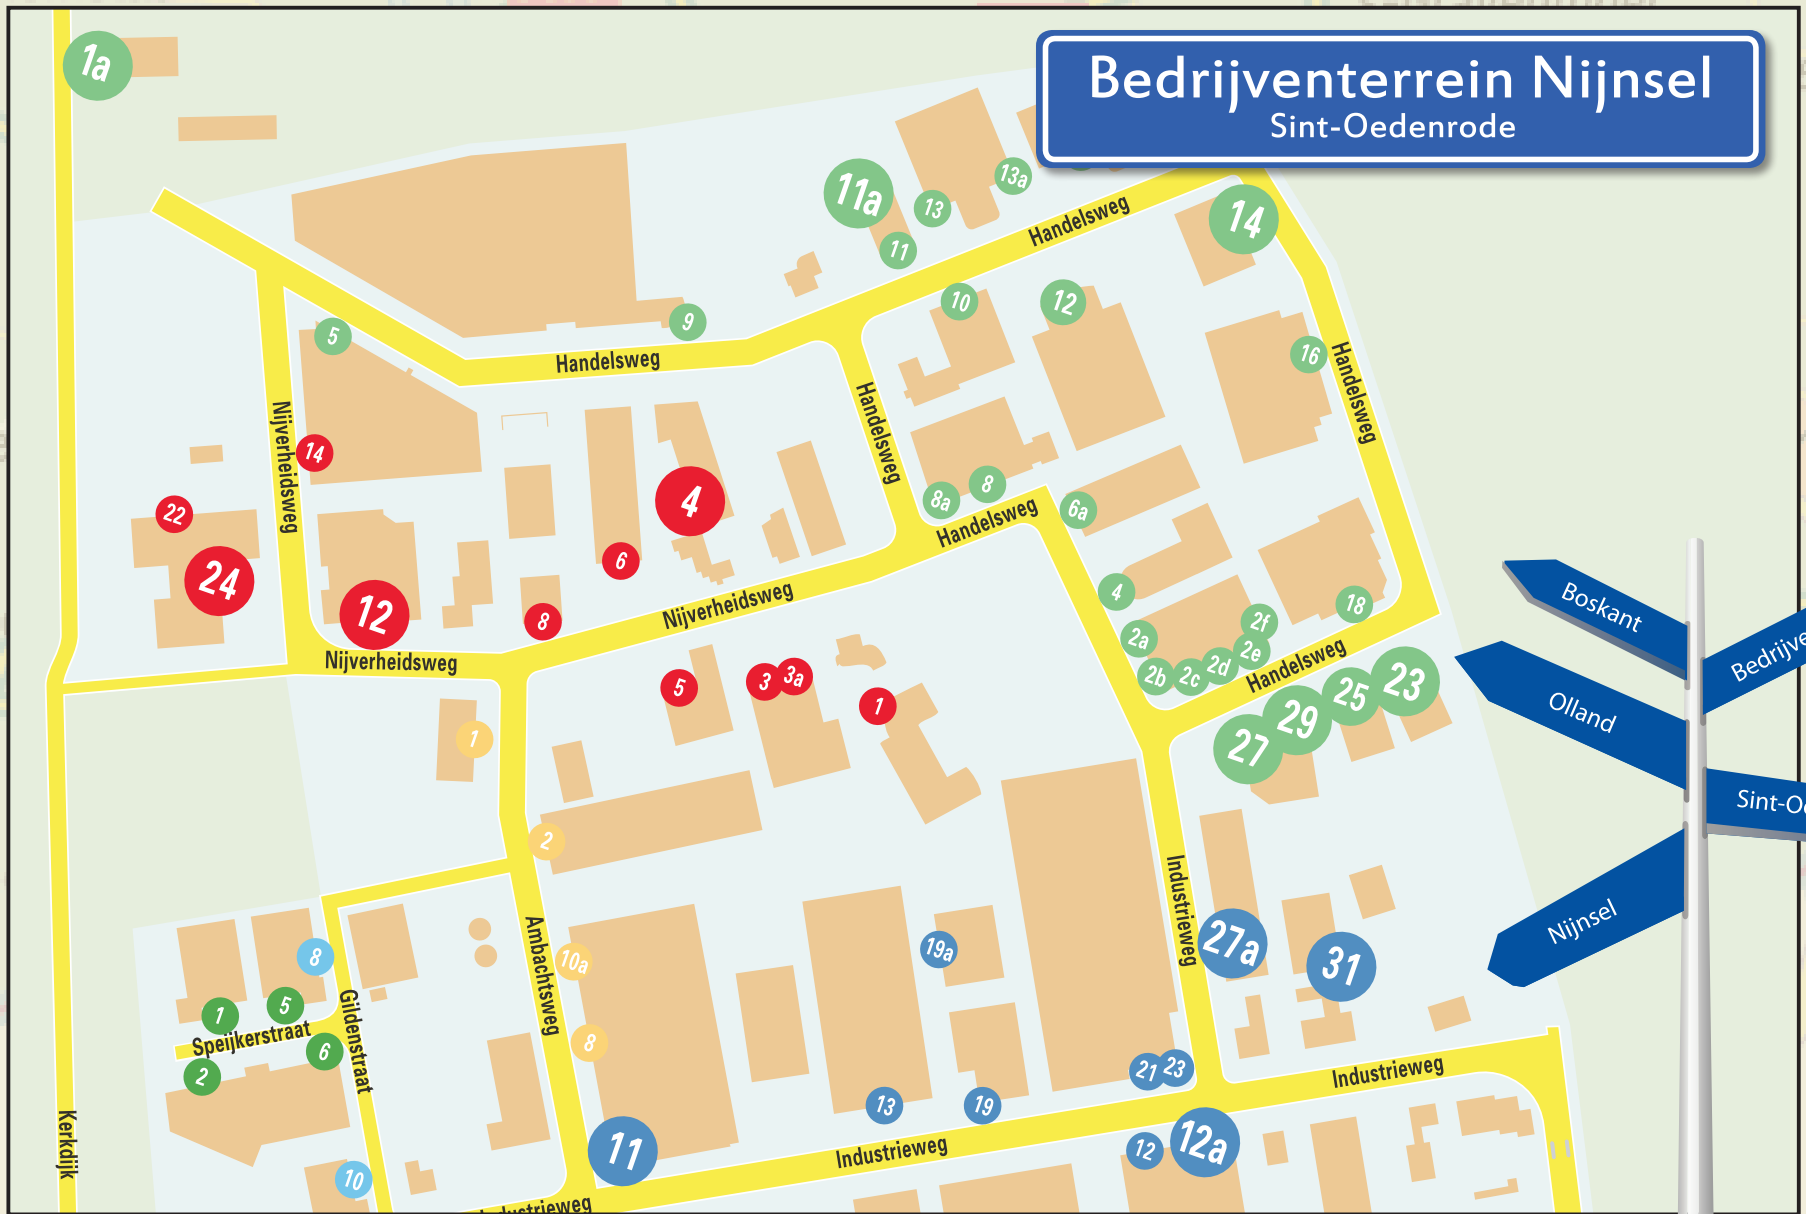 Bedrijventerrein Nijnsel
Sint-Oedenrode
1a
13a
11a
13
14
Handelsweg
11
10
12
9
5
16
Handelsweg
Handelsweg
Handelsweg
Nijverheidsweg
14
4
8a
8
6a
22
Handelsweg
6
24
4
Nijverheidsweg
12
8
18
2f
2a
2e
Nijverheidsweg
2d
2b
2c
Handelsweg
5
3
3a
1
23
25
29
27
1
2
Boskant
Bedrijve
Olland
Sint-Oe
Nijnsel
Industrieweg
Ambachtsweg
10a
19a
27a
31
8
5
1
Gildenstraat
Speijkerstraat
6
2
8
21
23
Industrieweg
13
19
Kerkdijk
11
Industrieweg
12
12a
10
Industrieweg